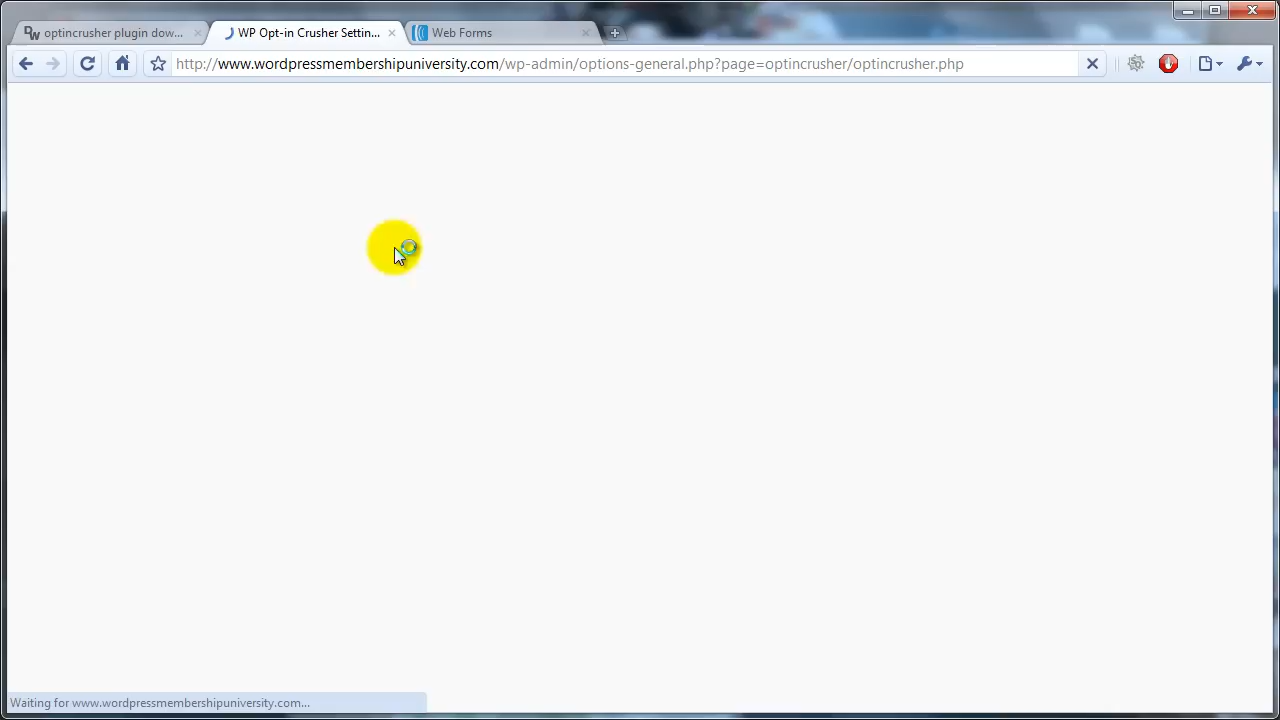 optincrusher plugin dow...
WP Opt-in Crusher Settin...
Web Forms
http://www.wordpressmembershipuniversity.com/wp-admin/options-general.php?page=optincrusher/optincrusher.php
Waiting for www.wordpressmembershipuniversity.com...